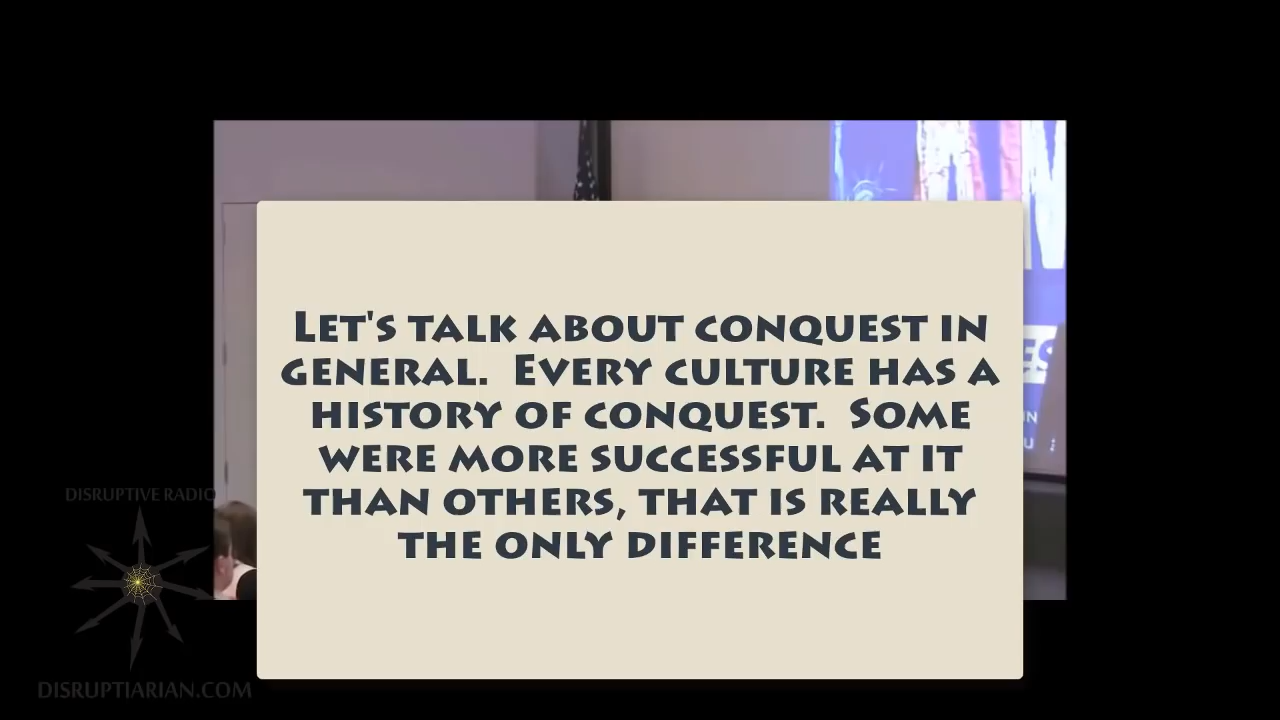 LET'S TALK ABOUT CONQUEST IN
GENERAL. EVERY CULTURE HAS A
HISTORY OF CONQUEST. SOME
WERE MORE SUCCESSFUL AT IT
THAN OTHERS, THAT IS REALLY
THE ONLY DIFFERENCE
DISRUPTIVE RADIO
DISRUPTIARIAN.COM